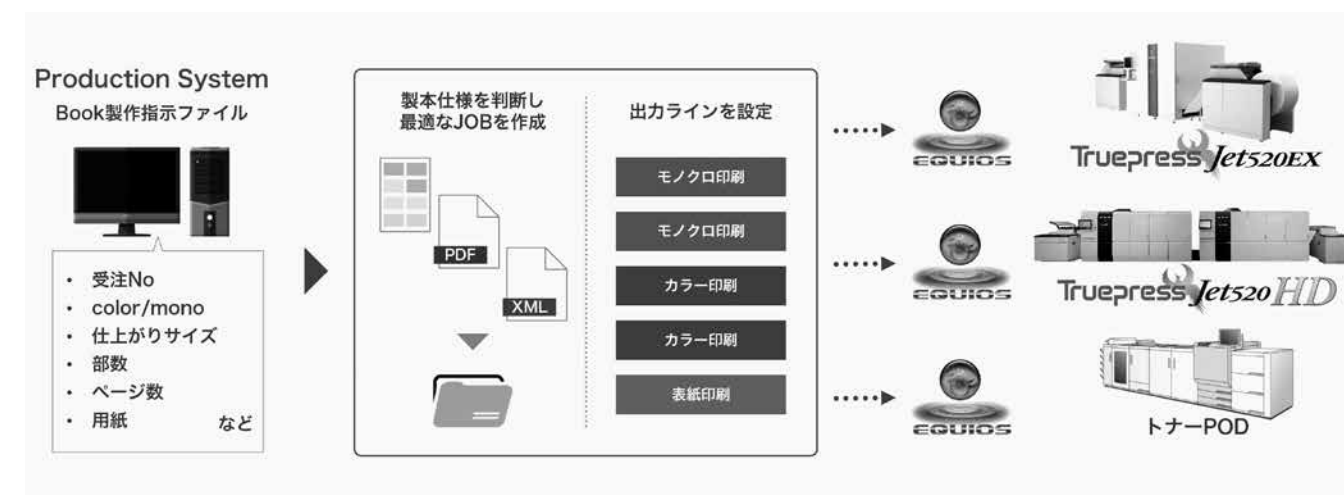 Production System
Book製作指示ファイル
・ 受注No
・ color/mono
・ 仕上がりサイズ
・ 部数
・ ページ数
・ 用紙 など
製本仕様を判断し
最適なJOBを作成
PDF
XML
出力ラインを設定
モノクロ印刷
モノクロ印刷
カラー印刷
カラー印刷
表紙印刷
EQUIOS
Truepress Jet520EX
EQUIOS
Truepress Jet520 HD
EQUIOS
トナーPOD